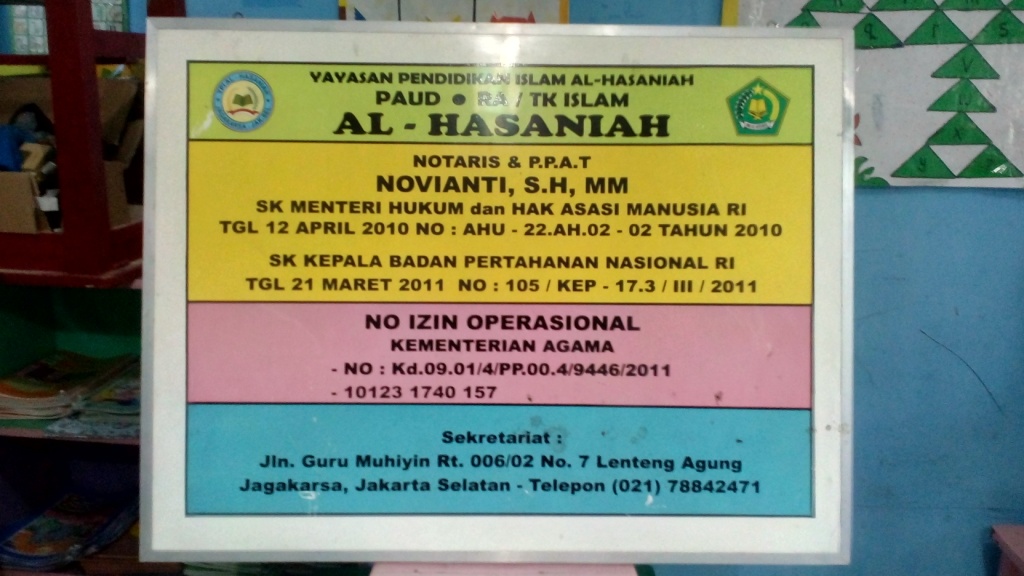 YAYASAN PENDIDIKAN ISLAM AL-HASANIAH
PAUD ● RA / TK ISLAM
AL - HASANIAH
NOTARIS & P.P.A.T
NOVIANTI, S.H, MM
SK MENTERI HUKUM dan HAK ASASI MANUSIA RI
TGL 12 APRIL 2010 NO : AHU - 22.AH.02 - 02 TAHUN 2010
SK KEPALA BADAN PERTAHANAN NASIONAL RI
TGL 21 MARET 2011 NO : 105 / KEP - 17.3 / III / 2011
NO IZIN OPERASIONAL
KEMENTERIAN AGAMA
- NO : Kd.09.01/4/PP.00.4/9446/2011
- 10123 1740 157
Sekretariat :
Jln. Guru Muhiyin Rt. 006/02 No. 7 Lenteng Agung
Jagakarsa, Jakarta Selatan - Telepon (021) 78842471